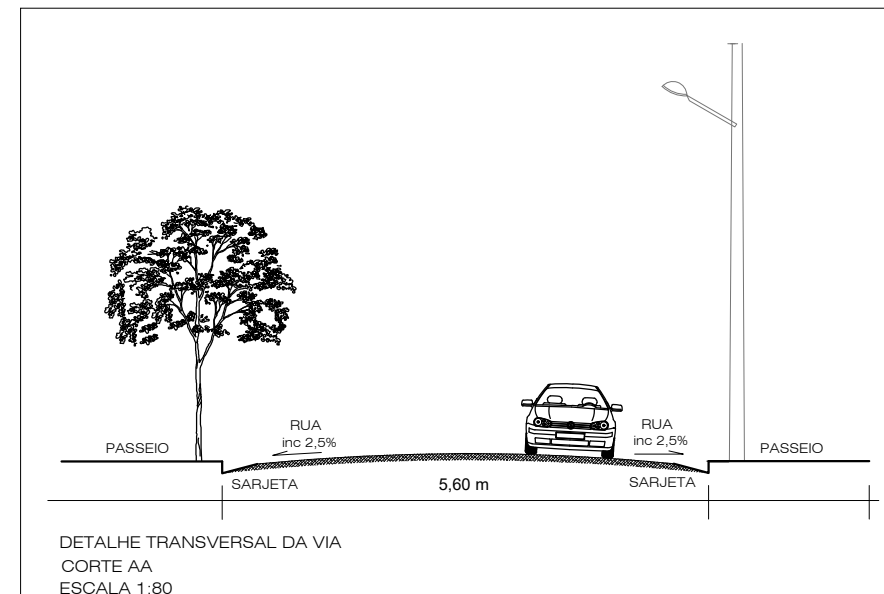 RUA
inc 2,5%
RUA
inc 2,5%
PASSEIO
PASSEIO
SARJETA
5,60 m
SARJETA
DETALHE TRANSVERSAL DA VIA
CORTE AA
ESCALA 1:80